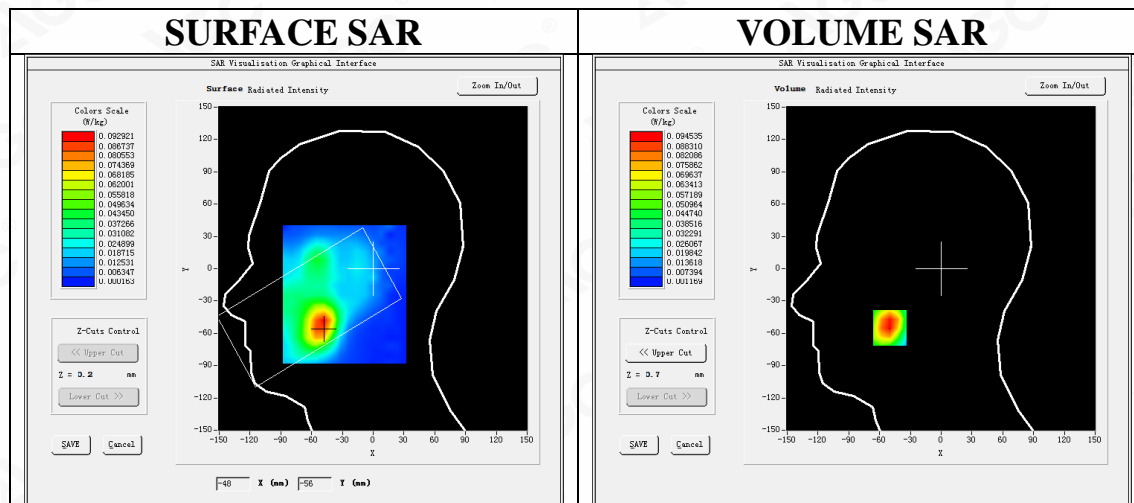 SURFACE SAR
SAR Visualisation Graphical Interface
Surface Radiated Intensity
Zoom In/Out
Colors Scale
(W/kg)
0.092921
0.086737
0.080553
0.074369
0.068185
0.062001
0.055818
0.049634
0.043450
0.037266
0.031082
0.024899
0.018715
0.012531
0.006347
0.000163
150
120
90
60
30
0
-30
-60
-90
-120
-150
Y
-150 -120 -90 -60 -30 0 30 60 90 120 150
X
Z-Cuts Control
<< Upper Cut
Z = 0.2 mm
Lower Cut >>
SAVE Cancel
-48 X (mm) -56 Y (mm)
VOLUME SAR
SAR Visualisation Graphical Interface
Volume Radiated Intensity
Zoom In/Out
Colors Scale
(W/kg)
0.094535
0.088310
0.082086
0.075862
0.069637
0.063413
0.057189
0.050964
0.044740
0.038516
0.032291
0.026067
0.019842
0.013618
0.007394
0.001169
150
120
90
60
30
0
-30
-60
-90
-120
-150
Y
-150 -120 -90 -60 -30 0 30 60 90 120 150
X
Z-Cuts Control
<< Upper Cut
Z = 0.7 mm
Lower Cut >>
SAVE Cancel